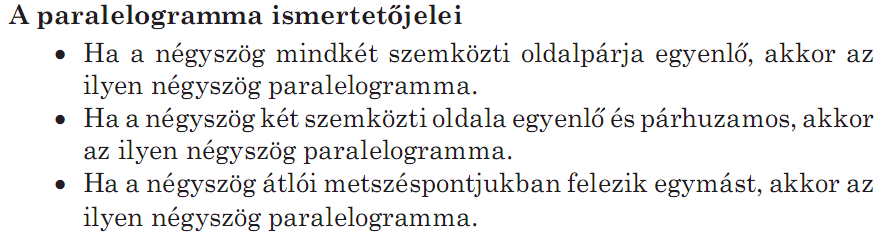 A paralelogramma ismertetőjelei
• Ha a négyszög mindkét szemközti oldalpárja egyenlő, akkor az
ilyen négyszög paralelogramma.
• Ha a négyszög két szemközti oldala egyenlő és párhuzamos, akkor
az ilyen négyszög paralelogramma.
• Ha a négyszög átlói metszéspontjukban felezik egymást, akkor az
ilyen négyszög paralelogramma.